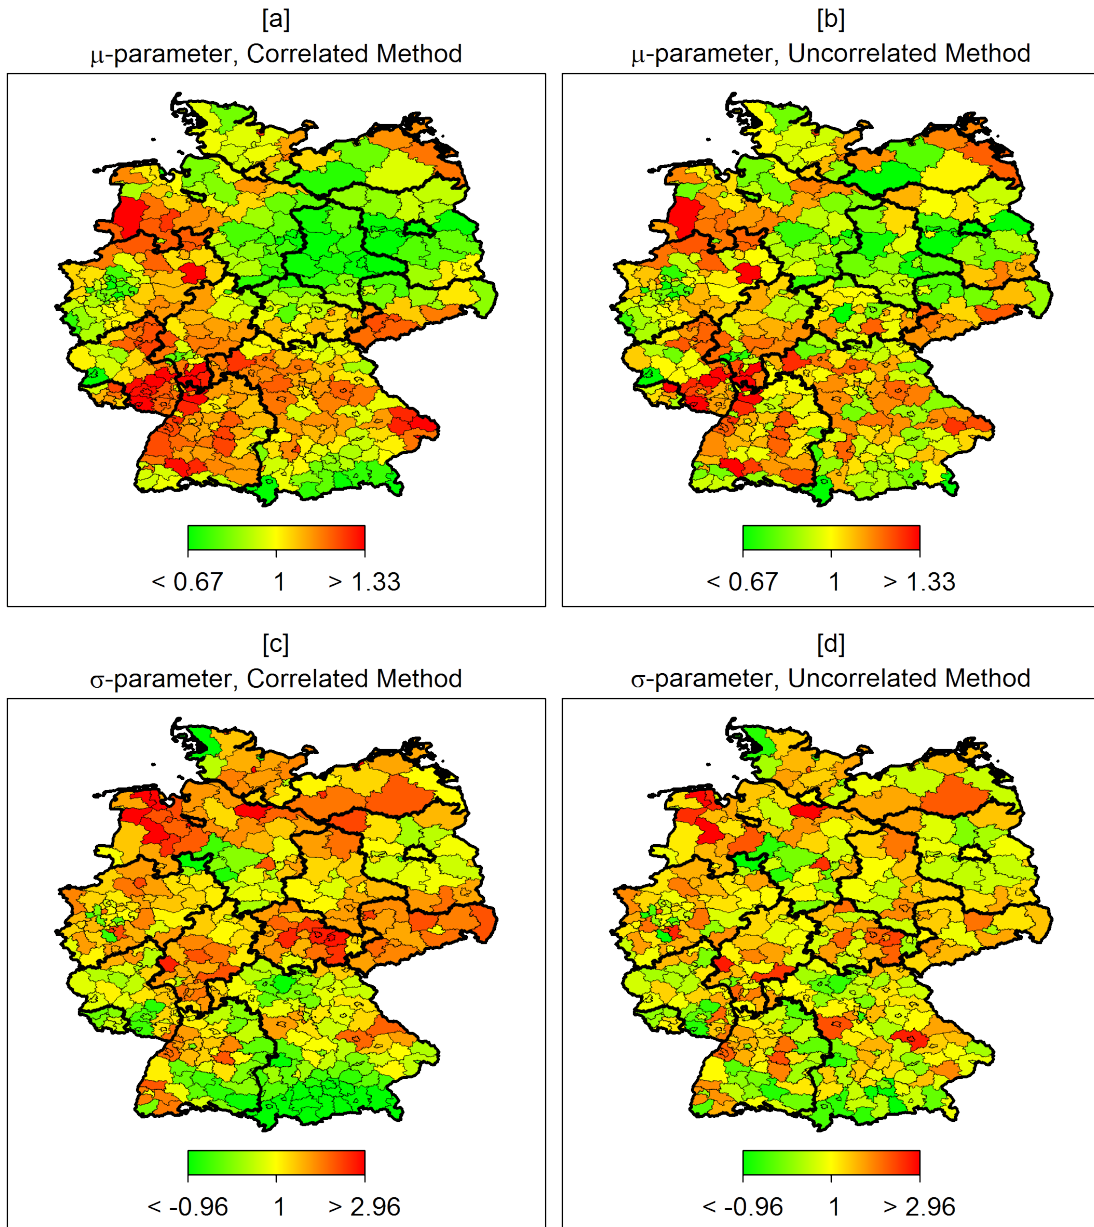 [a]
μ-parameter, Correlated Method
< 0.67 1 > 1.33
[b]
μ-parameter, Uncorrelated Method
< 0.67 1 > 1.33
[c]
σ-parameter, Correlated Method
< -0.96 1 > 2.96
[d]
σ-parameter, Uncorrelated Method
< -0.96 1 > 2.96